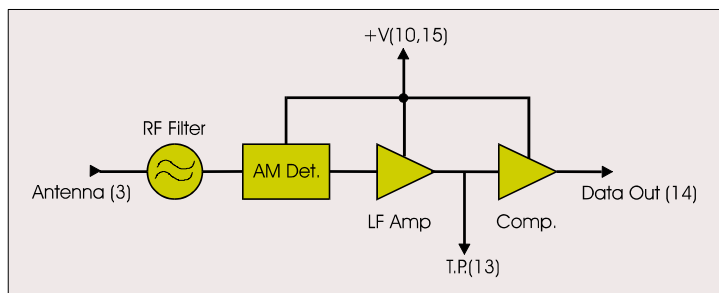 +V(10,15)
RF Filter
AM Det.
Antenna (3)
LF Amp
Comp.
Data Out (14)
T.P.(13)